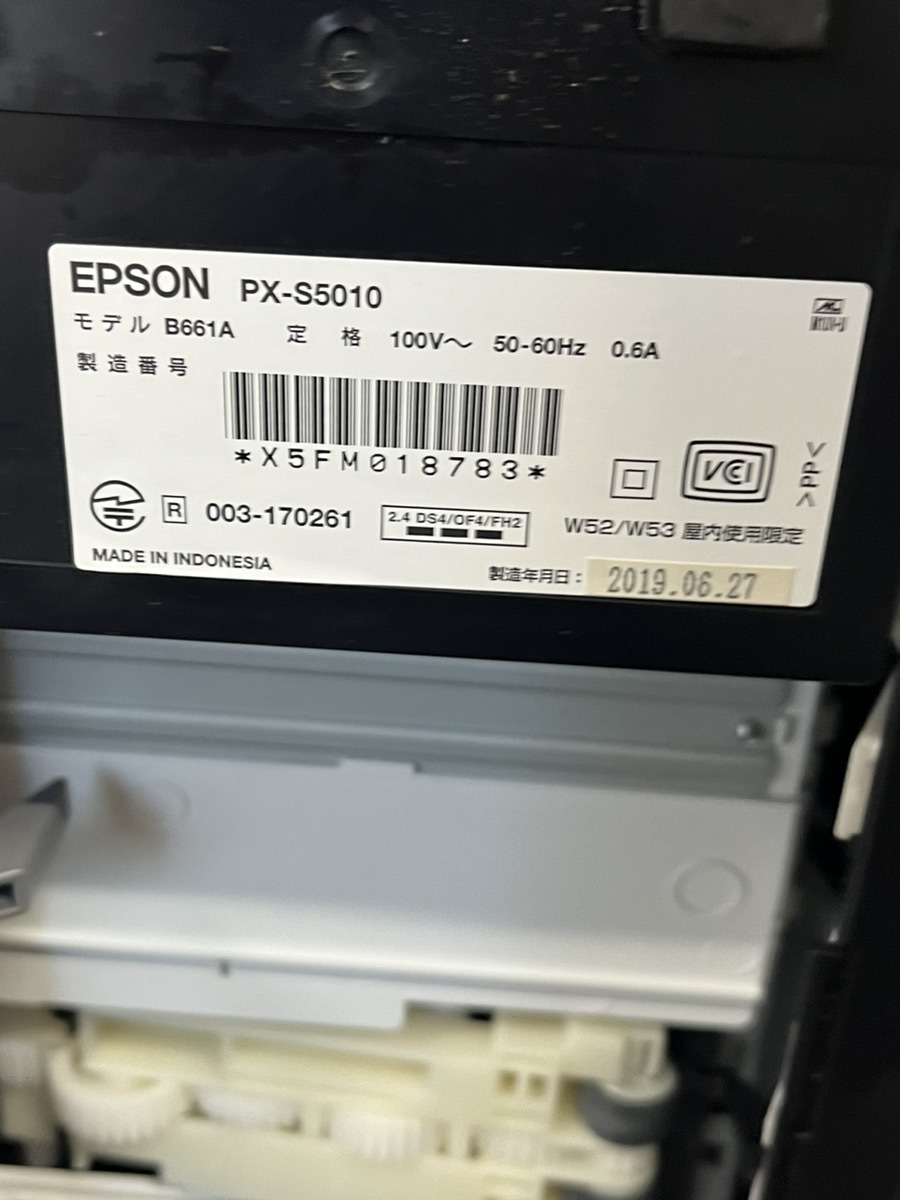 EPSON PX-S5010
モデル B661A 定格 100V〜 50-60Hz 0.6A
製造番号
*X5FM018783*
R 003-170261
2.4 DS4/OF4/FH2
W52/W53 屋内使用限定
VCI
>PP<
MADE IN INDONESIA
製造年月日: 2019.06.27